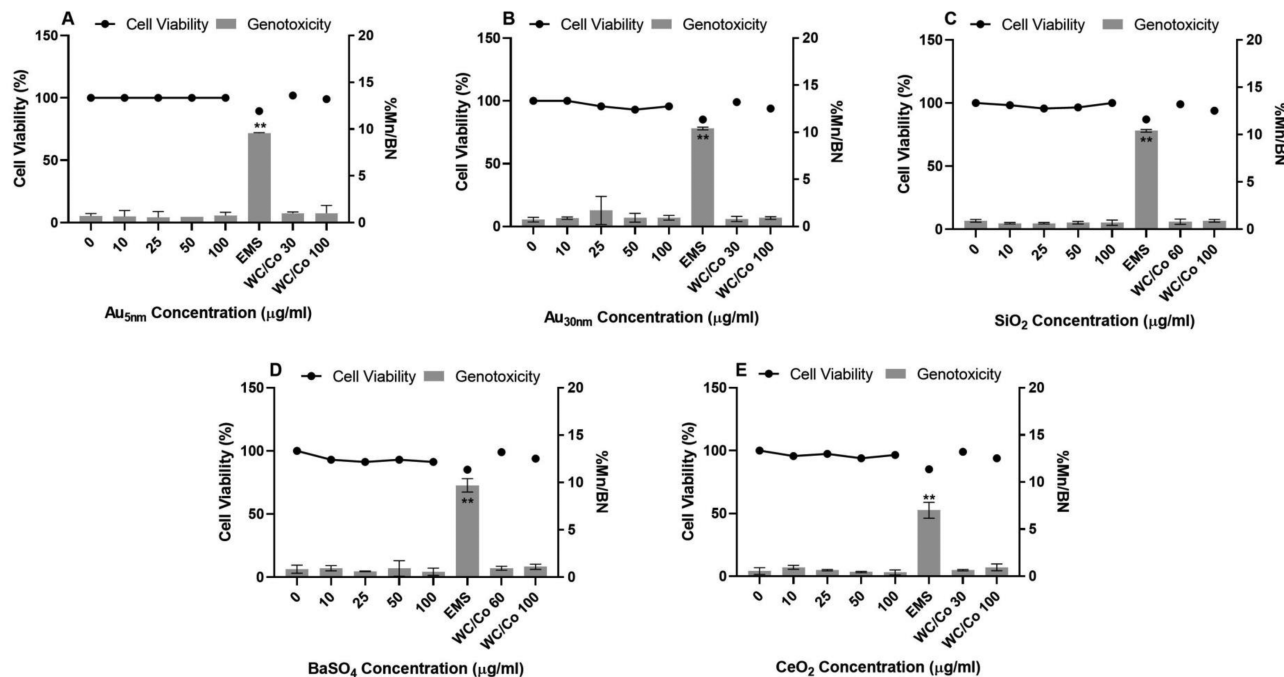 A
Cell Viability Genotoxicity
150
100
50
0
Cell Viability (%)
20
15
10
5
0
%Mn/BN
**
0 10 25 50 100 EMS WC/Co 30 WC/Co 100
Au5nm Concentration (µg/ml)
B
Cell Viability Genotoxicity
150
100
50
0
Cell Viability (%)
20
15
10
5
0
%Mn/BN
**
0 10 25 50 100 EMS WC/Co 30 WC/Co 100
Au30nm Concentration (µg/ml)
C
Cell Viability Genotoxicity
150
100
50
0
Cell Viability (%)
20
15
10
5
0
%Mn/BN
**
0 10 25 50 100 EMS WC/Co 60 WC/Co 100
SiO2 Concentration (µg/ml)
D
Cell Viability Genotoxicity
150
100
50
0
Cell Viability (%)
20
15
10
5
0
%Mn/BN
**
0 10 25 50 100 EMS WC/Co 60 WC/Co 100
BaSO4 Concentration (µg/ml)
E
Cell Viability Genotoxicity
150
100
50
0
Cell Viability (%)
20
15
10
5
0
%Mn/BN
**
0 10 25 50 100 EMS WC/Co 30 WC/Co 100
CeO2 Concentration (µg/ml)